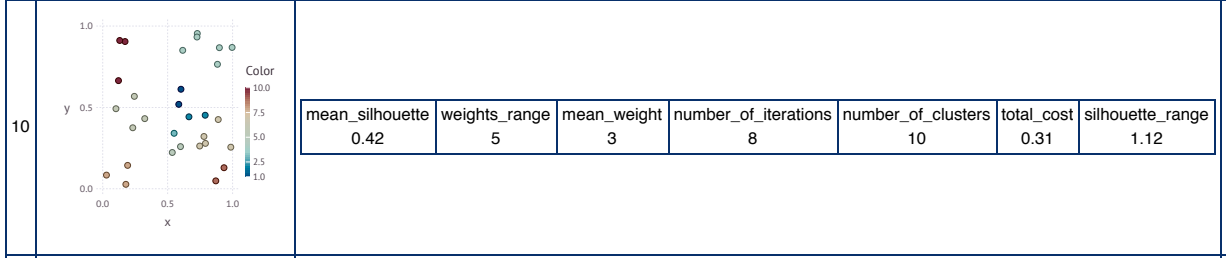 10
1.0
0.5
0.0
y
0.0 0.5 1.0
x
Color
10.0
7.5
5.0
2.5
1.0
mean_silhouette weights_range mean_weight number_of_iterations number_of_clusters total_cost silhouette_range
0.42 5 3 8 10 0.31 1.12